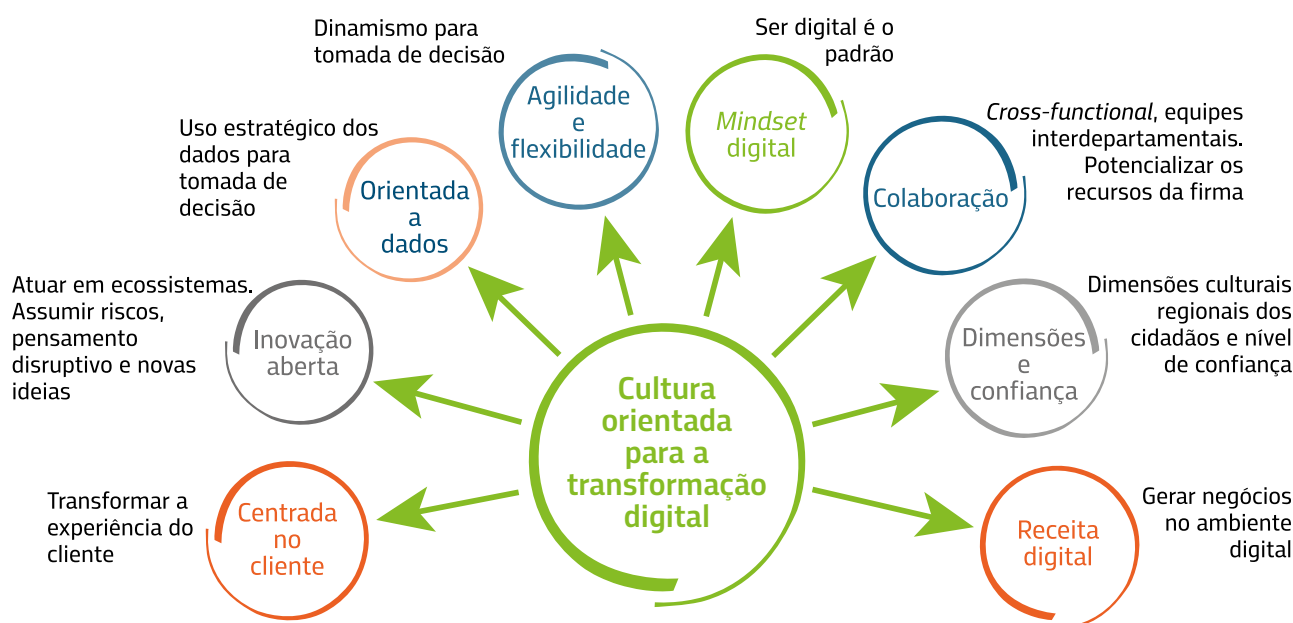 Dinamismo para
tomada de decisão
Agilidade
e
flexibilidade
Ser digital é o
padrão
Mindset
digital
Uso estratégico dos
dados para
tomada de
decisão
Orientada
a
dados
Cross-functional, equipes
interdepartamentais.
Potencializar os
recursos da firma
Colaboração
Atuar em ecossistemas.
Assumir riscos,
pensamento
disruptivo e novas
ideias
Inovação
aberta
Dimensões culturais
regionais dos
cidadãos e nível
de confiança
Dimensões
e
confiança
Cultura
orientada
para a
transformação
digital
Transformar a
experiência do
cliente
Centrada
no
cliente
Gerar negócios
no ambiente
digital
Receita
digital